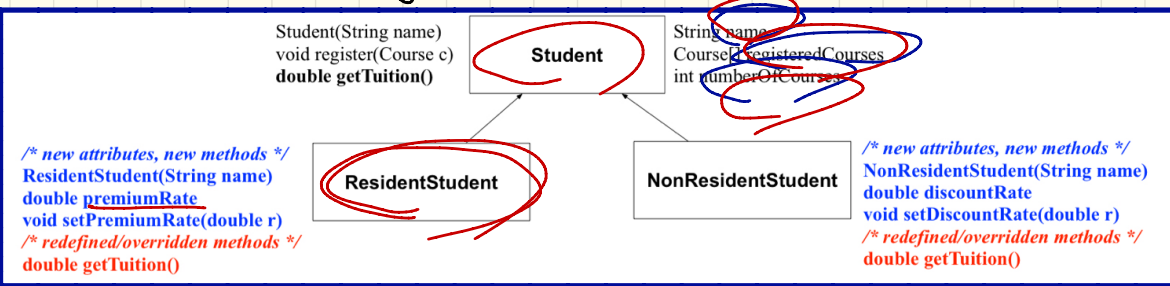 Student(String name)
void register(Course c)
double getTuition()
Student
String name
Course[] registeredCourses
int numberOfCourses
/* new attributes, new methods */
ResidentStudent(String name)
double premiumRate
void setPremiumRate(double r)
/* redefined/overridden methods */
double getTuition()
ResidentStudent
NonResidentStudent
/* new attributes, new methods */
NonResidentStudent(String name)
double discountRate
void setDiscountRate(double r)
/* redefined/overridden methods */
double getTuition()